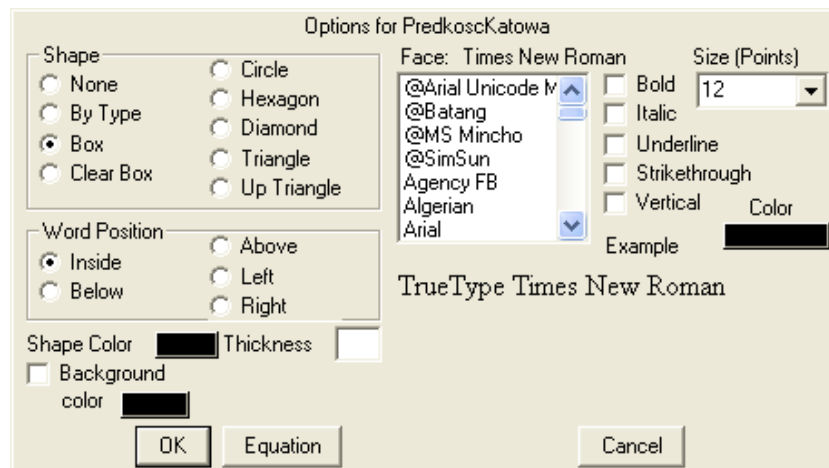 Options for PredkoscKatowa
Shape
None
By Type
Box
Clear Box
Circle
Hexagon
Diamond
Triangle
Up Triangle
Word Position
Inside
Below
Above
Left
Right
Shape Color
Thickness
Background
color
OK
Equation
Face: Times New Roman
@Arial Unicode M
@Batang
@MS Mincho
@SimSun
Agency FB
Algerian
Arial
Bold
Italic
Underline
Strikethrough
Vertical
Size (Points)
12
Color
Example
TrueType Times New Roman
Cancel